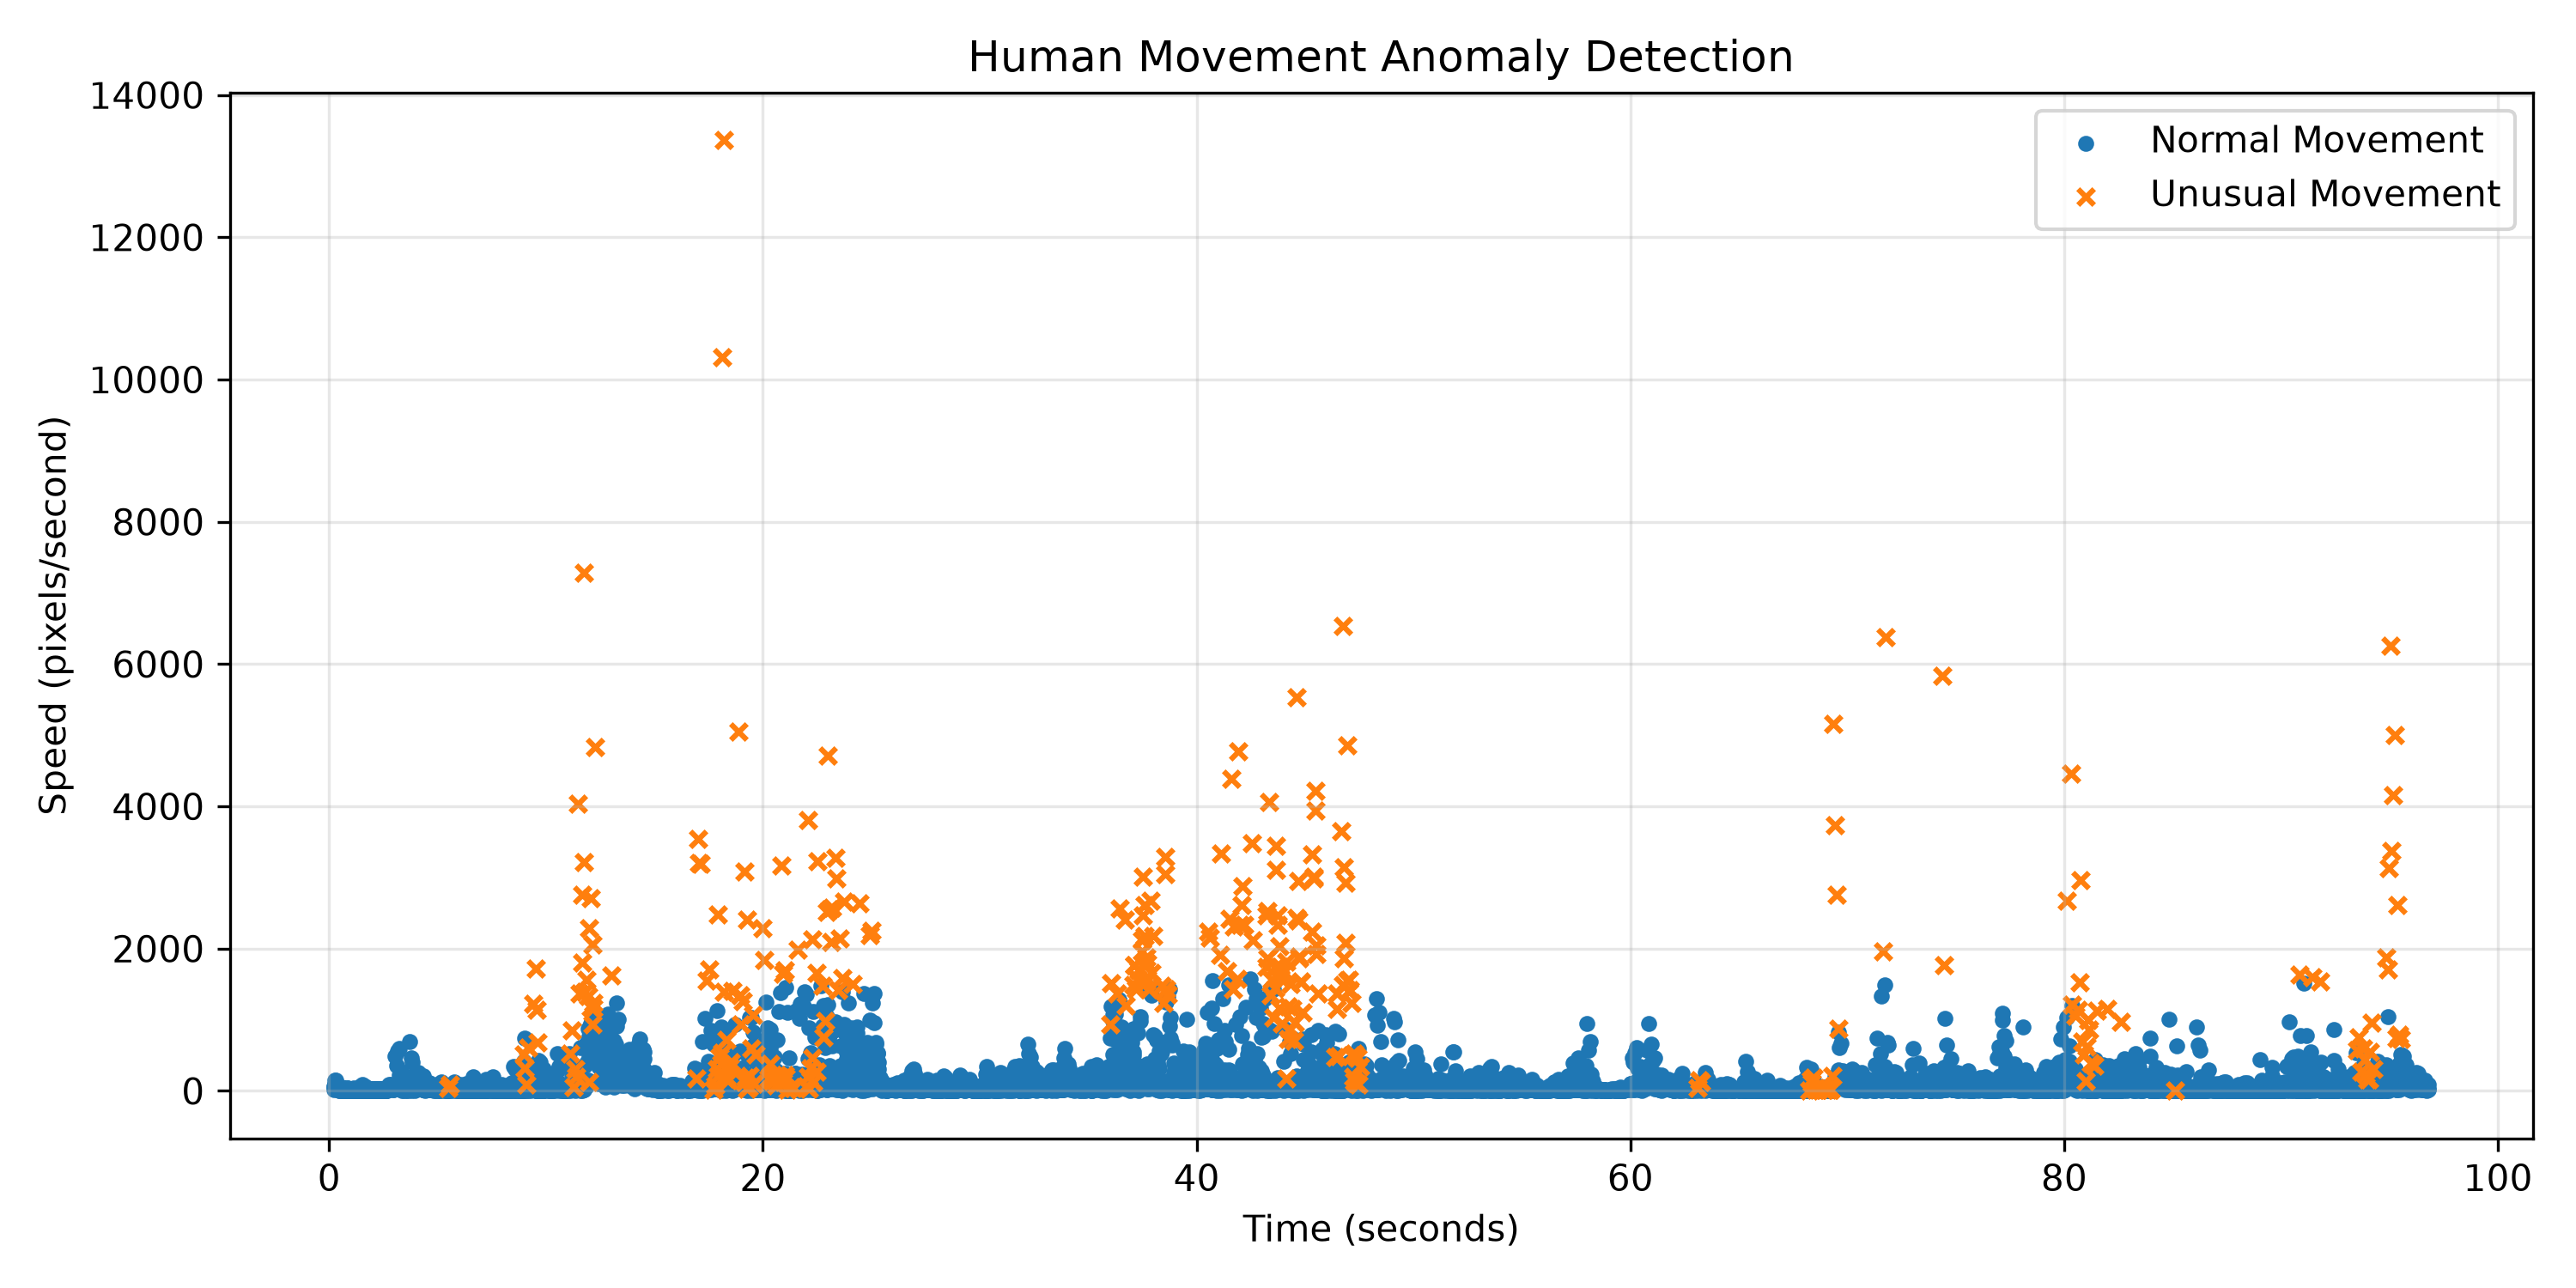 Human Movement Anomaly Detection
14000
12000
10000
8000
6000
4000
2000
0
Speed (pixels/second)
Normal Movement
Unusual Movement
0
20
40
60
80
100
Time (seconds)